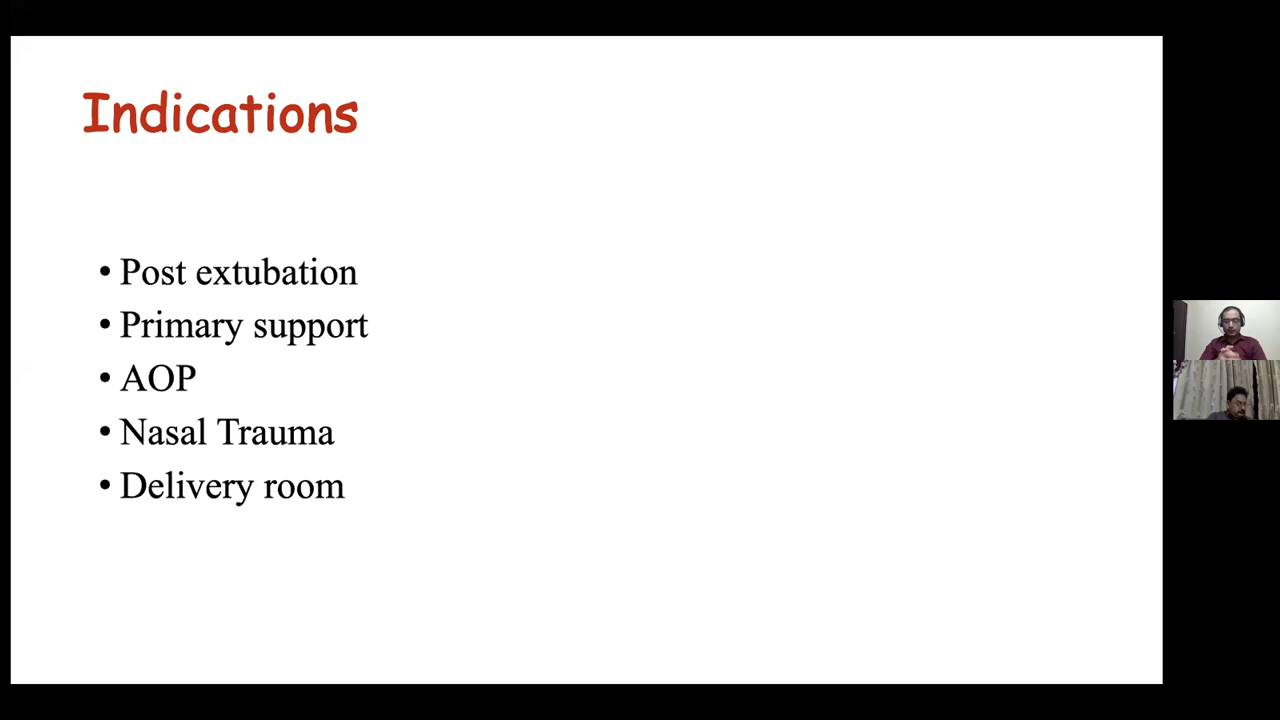 Indications
• Post extubation
• Primary support
• AOP
• Nasal Trauma
• Delivery room